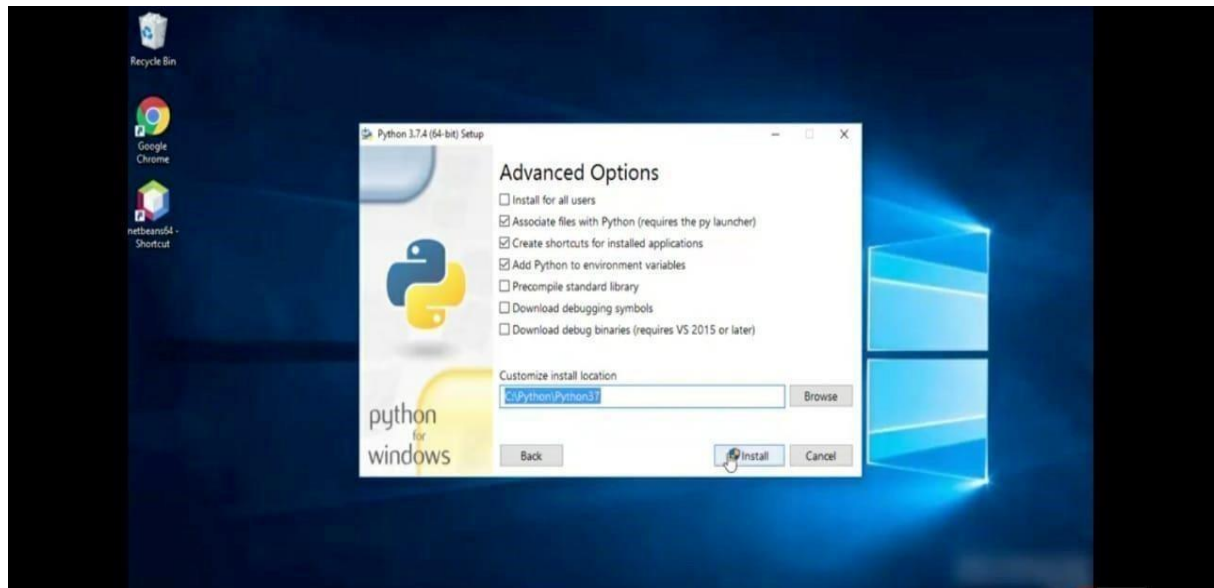 Recycle Bin
Google
Chrome
netbeans64 -
Shortcut
Python 3.7.4 (64-bit) Setup
Advanced Options
Install for all users
Associate files with Python (requires the py launcher)
Create shortcuts for installed applications
Add Python to environment variables
Precompile standard library
Download debugging symbols
Download debug binaries (requires VS 2015 or later)
Customize install location
C:\Python\Python37
Browse
python
for
windows
Back
Install
Cancel